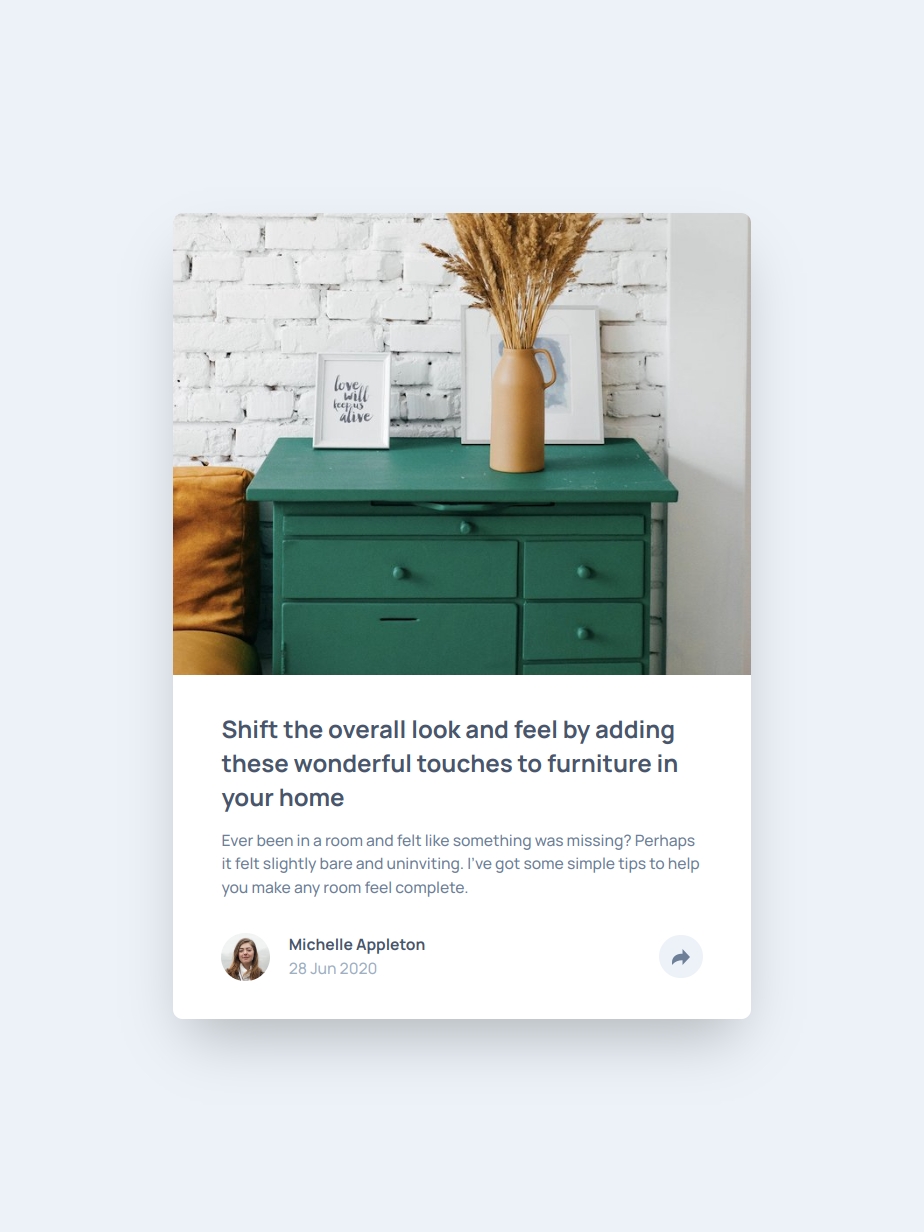 love
will
keep us
alive
Shift the overall look and feel by adding
these wonderful touches to furniture in
your home
Ever been in a room and felt like something was missing? Perhaps
it felt slightly bare and uninviting. I’ve got some simple tips to help
you make any room feel complete.
Michelle Appleton
28 Jun 2020